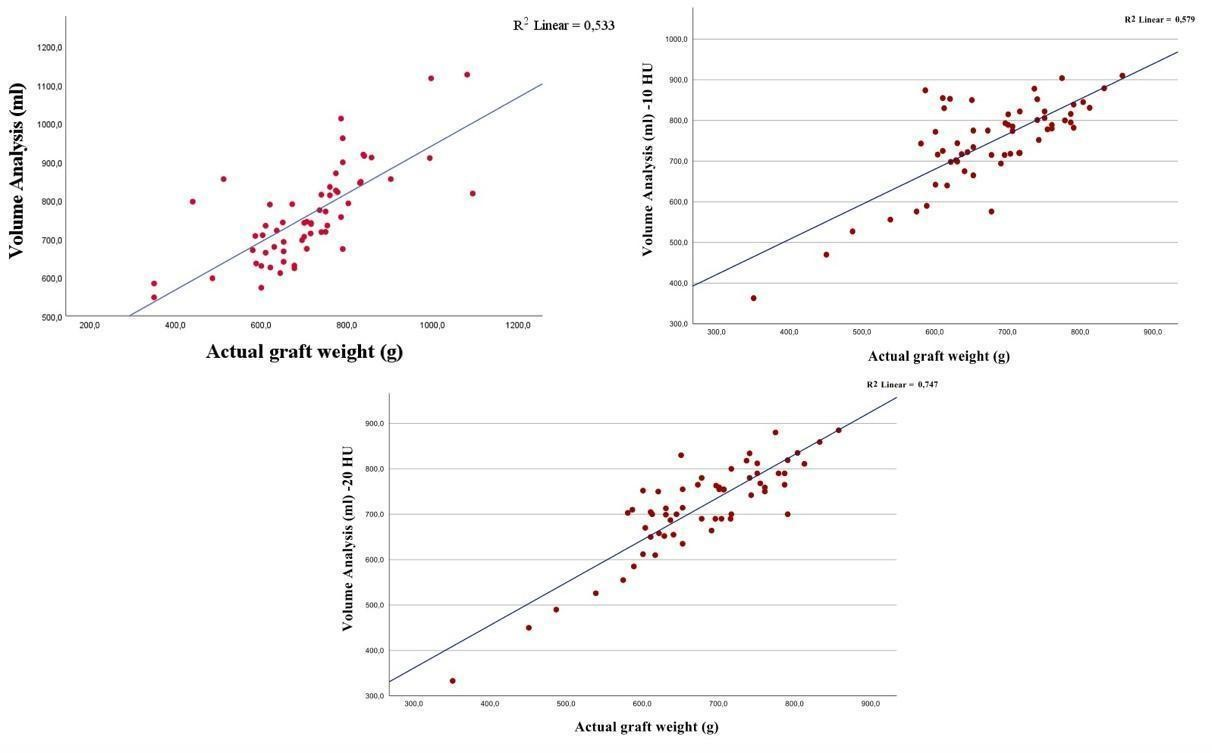 R² Linear = 0,533
Volume Analysis (ml)
1200,0
1100,0
1000,0
900,0
800,0
700,0
600,0
500,0
200,0 400,0 600,0 800,0 1000,0 1200,0
Actual graft weight (g)
R² Linear = 0,579
Volume Analysis (ml) -10 HU
1000,0
900,0
800,0
700,0
600,0
500,0
400,0
300,0
300,0 400,0 500,0 600,0 700,0 800,0 900,0
Actual graft weight (g)
R² Linear = 0,747
Volume Analysis (ml) -20 HU
900,0
800,0
700,0
600,0
500,0
400,0
300,0
300,0 400,0 500,0 600,0 700,0 800,0 900,0
Actual graft weight (g)